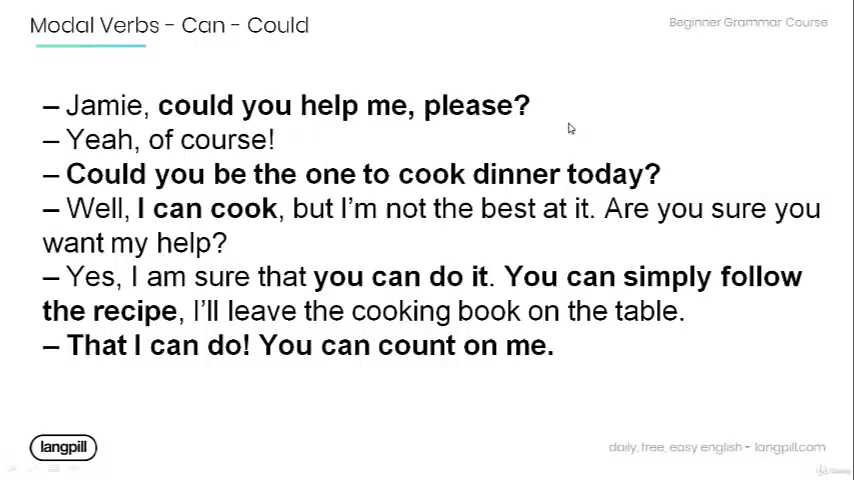 Modal Verbs - Can - Could
Beginner Grammar Course
– Jamie, could you help me, please?
– Yeah, of course!
– Could you be the one to cook dinner today?
– Well, I can cook, but I'm not the best at it. Are you sure you
want my help?
– Yes, I am sure that you can do it. You can simply follow
the recipe, I'll leave the cooking book on the table.
– That I can do! You can count on me.
langpill
daily, free, easy english - langpill.com
Udemy